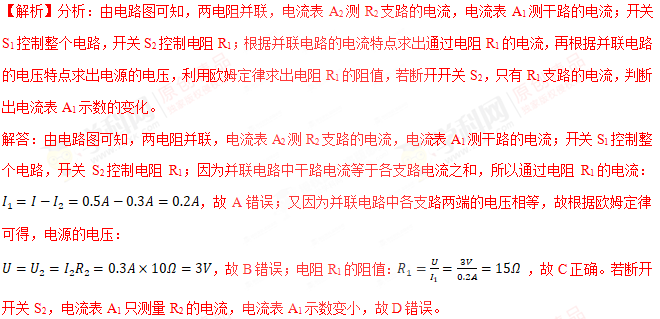 【解析】分析：由电路图可知，两电阻并联，电流表 A2测 R2支路的电流，电流表 A1测干路的电流；开关
S1控制整个电路，开关 S2控制电阻 R1；根据并联电路的电流特点求出通过电阻 R1的电流，再根据并联电路
的电压特点求出电源的电压，利用欧姆定律求出电阻 R1的阻值，若断开开关 S2，只有 R1支路的电流，判断
出电流表 A1示数的变化。
解答：由电路图可知，两电阻并联，电流表 A2测 R2支路的电流，电流表 A1测干路的电流；开关 S1控制整
个电路，开关 S2控制电阻 R1；因为并联电路中干路电流等于各支路电流之和，所以通过电阻 R1的电流：
I₁ = I − I₂ = 0.5A − 0.3A = 0.2A，故 A 错误；又因为并联电路中各支路两端的电压相等，故根据欧姆定律
可得，电源的电压：
U = U₂ = I₂R₂ = 0.3A × 10Ω = 3V，故 B 错误；电阻 R1的阻值：R₁ = U/I₁ = 3V/0.2A = 15Ω ，故 C 正确。若断开
开关 S2，电流表 A1只测量 R2的电流，电流表 A1示数变小，故 D 错误。